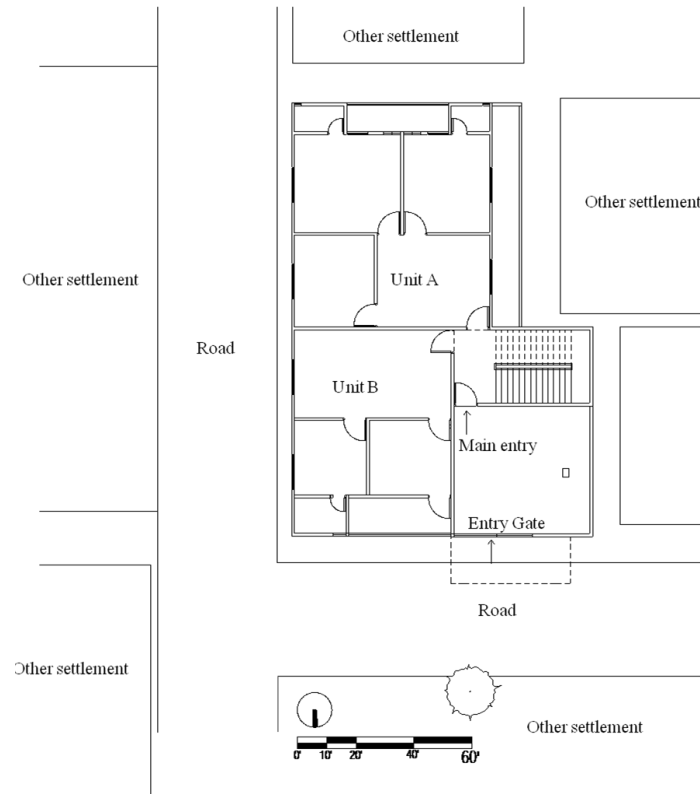 Other settlement
Other settlement
Other settlement
Unit A
Road
Unit B
Main entry
Entry Gate
Road
Other settlement
Other settlement
0' 10' 20' 40' 60'